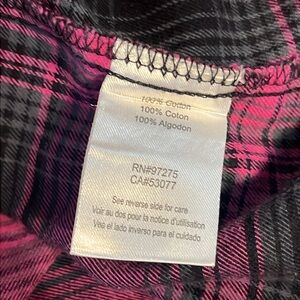 100% Cotton
100% Coton
100% Algodon
RN#97275
CA#53077
See reverse side for care
Voir au dos pour la notice d'utilisation
Vea el lado inverso para el cuidado